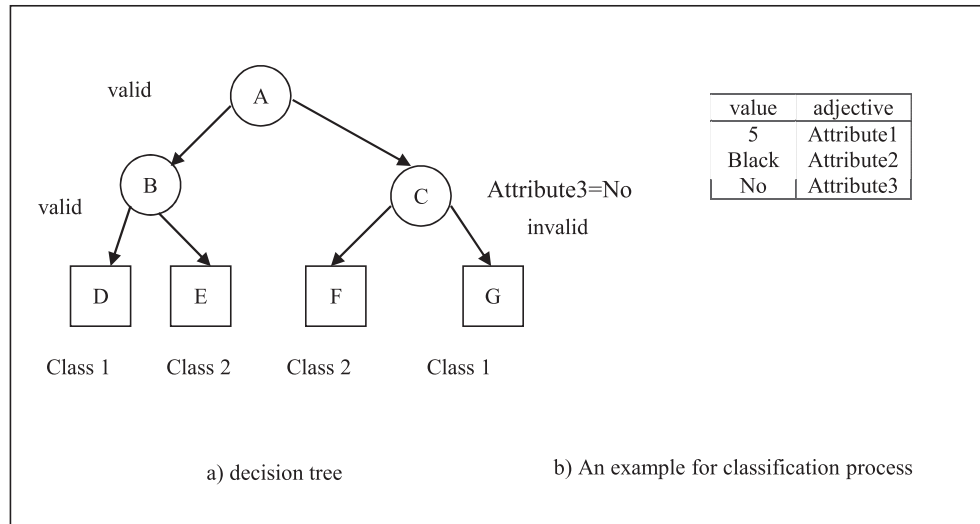 valid
A
value adjective
5 Attribute1
Black Attribute2
No Attribute3
B
C
Attribute3=No
valid
invalid
D
E
F
G
Class 1
Class 2
Class 2
Class 1
a) decision tree
b) An example for classification process